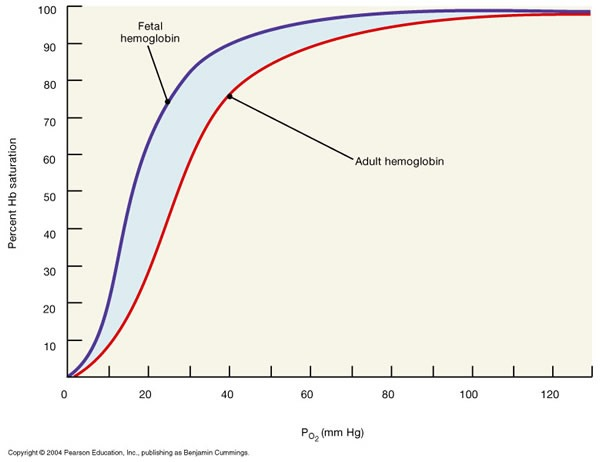 100
90
80
70
60
50
40
30
20
10
Percent Hb saturation
Fetal
hemoglobin
Adult hemoglobin
0 20 40 60 80 100 120
PO2 (mm Hg)
Copyright © 2004 Pearson Education, Inc., publishing as Benjamin Cummings.